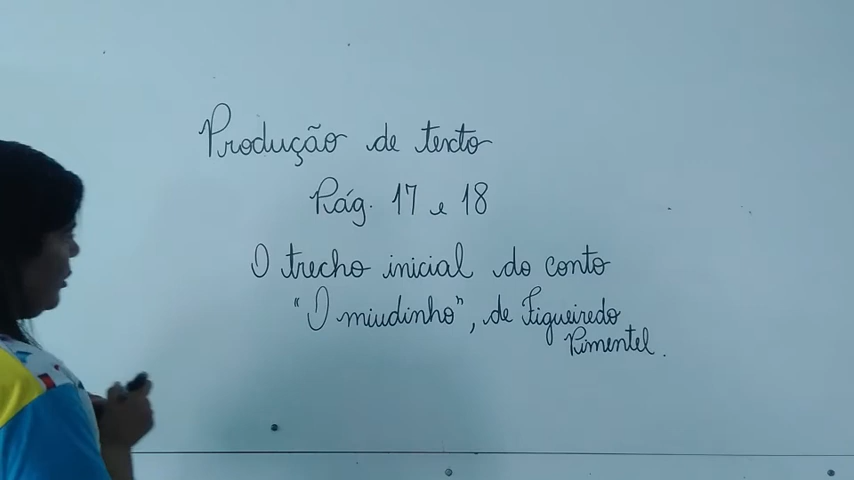 Produção de texto
Pág. 17 e 18
O trecho inicial do conto
"O miudinho", de Figueiredo
Pimentel.